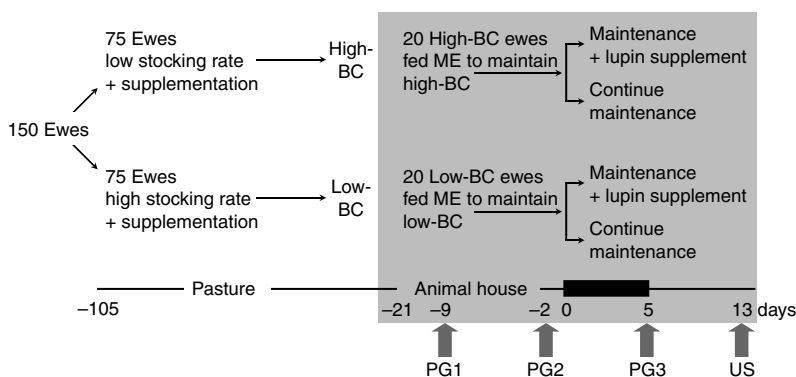 75 Ewes
low stocking rate
+ supplementation
High-
BC
20 High-BC ewes
fed ME to maintain
high-BC
Maintenance
+ lupin supplement
Continue
maintenance
150 Ewes
75 Ewes
high stocking rate
+ supplementation
Low-
BC
20 Low-BC ewes
fed ME to maintain
low-BC
Maintenance
+ lupin supplement
Continue
maintenance
Pasture Animal house
–105 –21 –9 –2 0 5 13 days
PG1 PG2 PG3 US